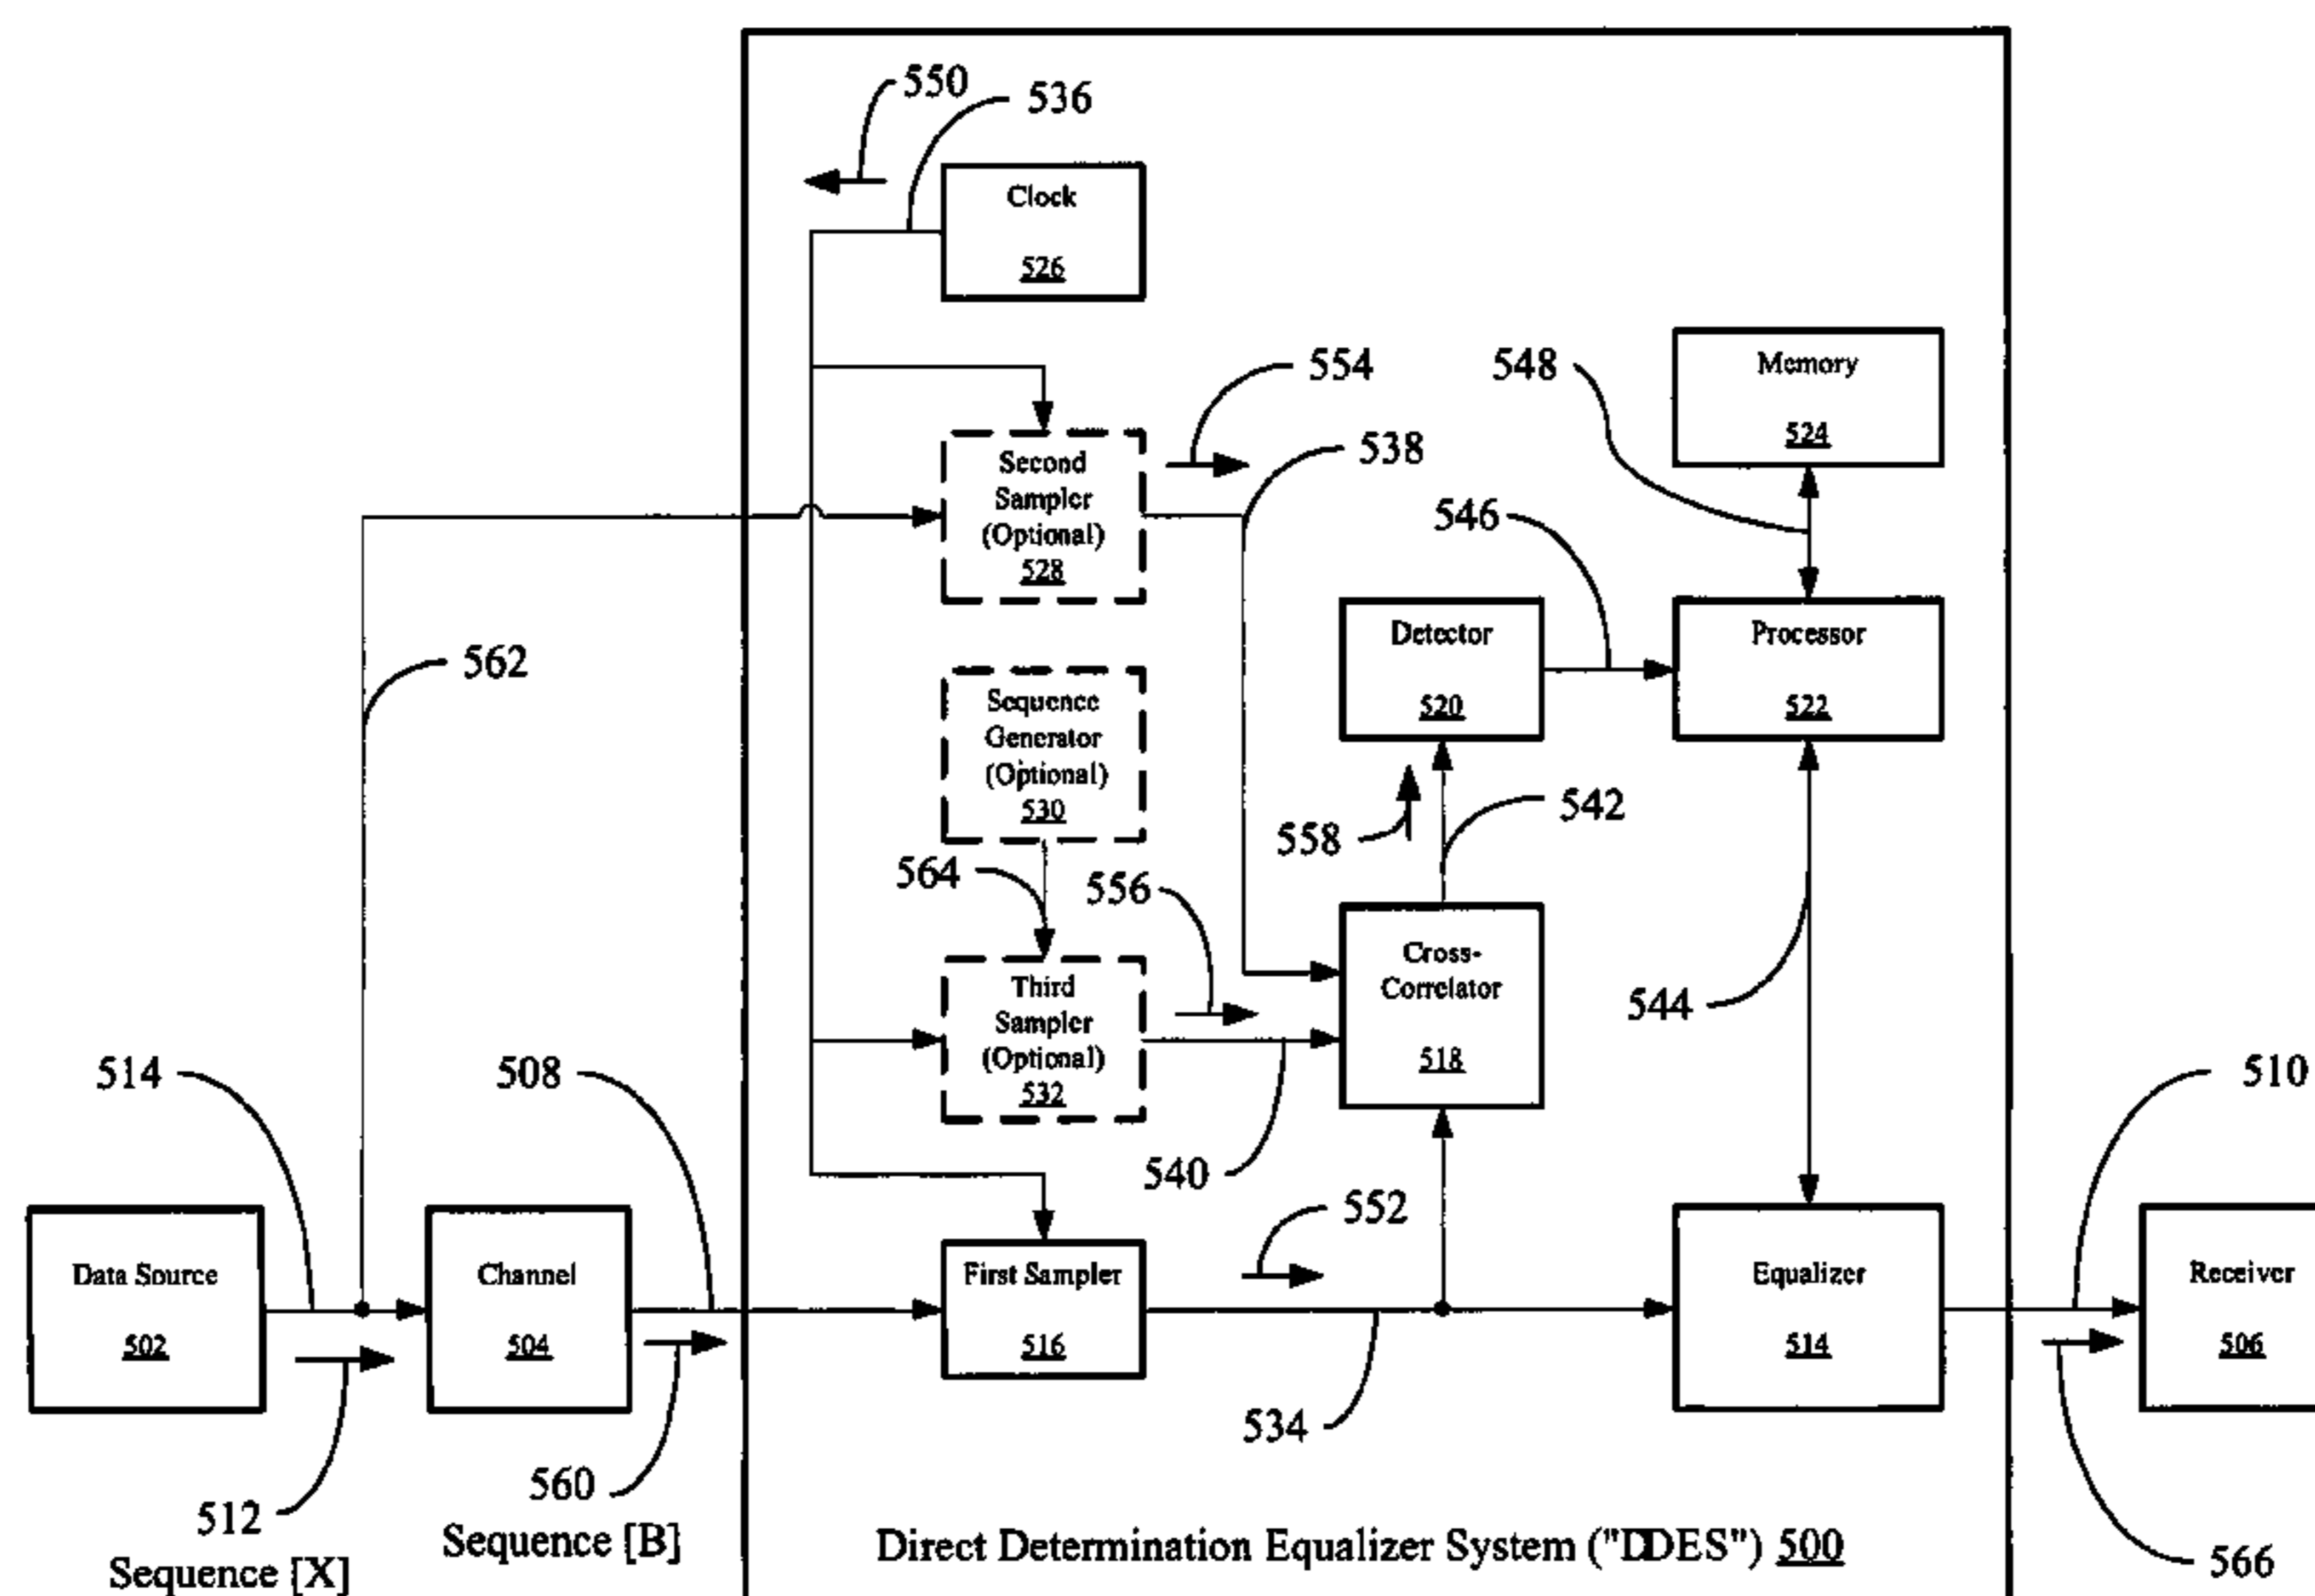 550
536
Clock
526
554
548
Memory
524
538
Second
Sampler
(Optional)
528
546
Detector
520
Processor
522
562
Sequence
Generator
(Optional)
530
558
542
564
556
Cross-
Correlator
518
544
Third
Sampler
(Optional)
532
540
514
508
510
552
Data Source
502
Channel
504
First Sampler
516
Equalizer
514
Receiver
506
534
512
Sequence [X]
560
Sequence [B]
Direct Determination Equalizer System ("DDES") 500
566